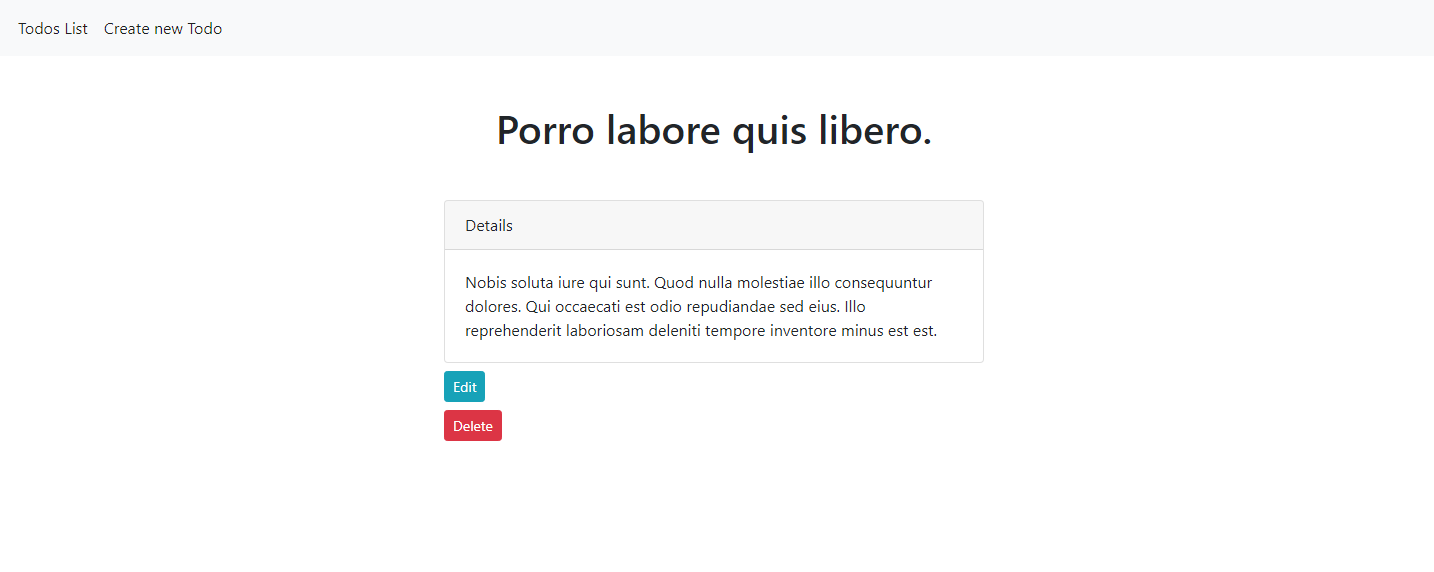 Todos List Create new Todo
Porro labore quis libero.
Details
Nobis soluta iure qui sunt. Quod nulla molestiae illo consequuntur
dolores. Qui occaecati est odio repudiandae sed eius. Illo
reprehenderit laboriosam deleniti tempore inventore minus est est.
Edit
Delete